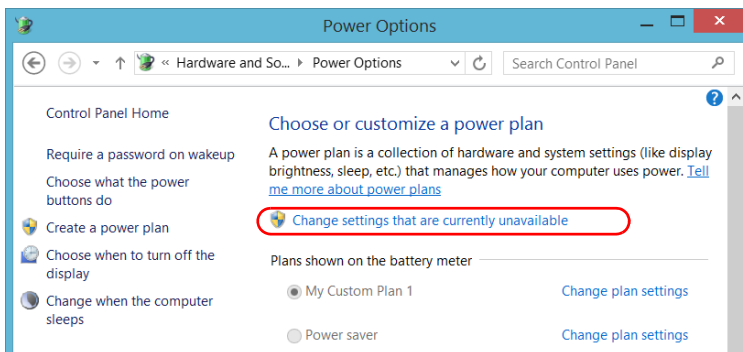 Power Options
« Hardware and So... Power Options
Search Control Panel
Control Panel Home
Require a password on wakeup
Choose what the power
buttons do
Create a power plan
Choose when to turn off the
display
Change when the computer
sleeps
Choose or customize a power plan
A power plan is a collection of hardware and system settings (like display
brightness, sleep, etc.) that manages how your computer uses power. Tell
me more about power plans
Change settings that are currently unavailable
Plans shown on the battery meter
My Custom Plan 1 Change plan settings
Power saver Change plan settings